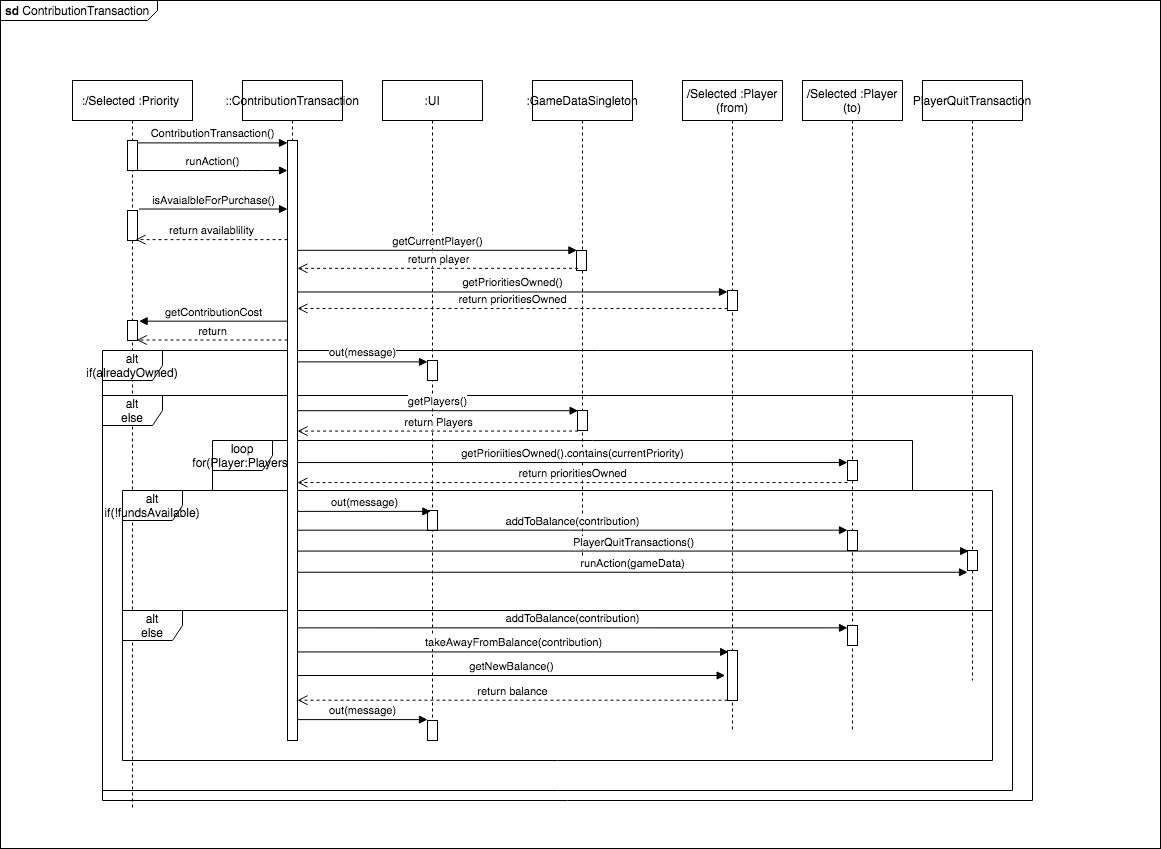 sd ContributionTransaction
:/Selected :Priority
::ContributionTransaction
:UI
:GameDataSingleton
/Selected :Player
(from)
/Selected :Player
(to)
PlayerQuitTransaction
ContributionTransaction()
runAction()
isAvaialbleForPurchase()
return availablility
getCurrentPlayer()
return player
getPrioritiesOwned()
return prioritiesOwned
getContributionCost
return
alt
if(alreadyOwned)
out(message)
alt
else
getPlayers()
return Players
loop
for(Player:Players
getPrioriitiesOwned().contains(currentPriority)
return prioritiesOwned
alt
if(!fundsAvailable)
out(message)
addToBalance(contribution)
PlayerQuitTransactions()
runAction(gameData)
alt
else
addToBalance(contribution)
takeAwayFromBalance(contribution)
getNewBalance()
return balance
out(message)